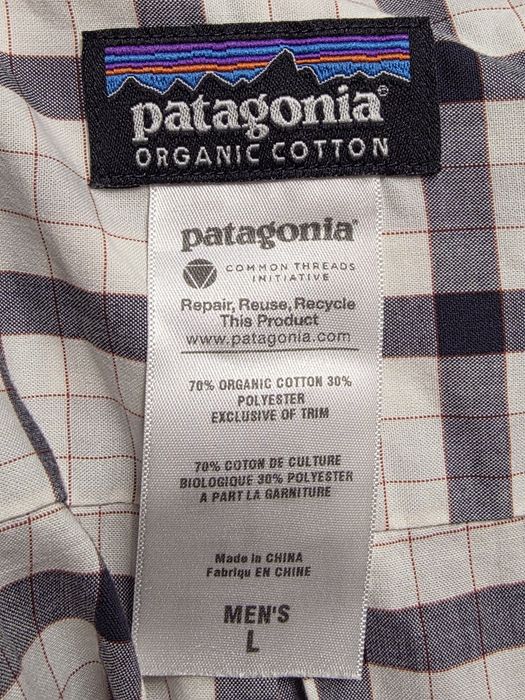 patagonia®
ORGANIC COTTON
patagonia®
COMMON THREADS
INITIATIVE
Repair, Reuse, Recycle
This Product
www.patagonia.com
70% ORGANIC COTTON 30%
POLYESTER
EXCLUSIVE OF TRIM
70% COTON DE CULTURE
BIOLOGIQUE 30% POLYESTER
A PART LA GARNITURE
Made in CHINA
Fabriqu EN CHINE
MEN'S
L